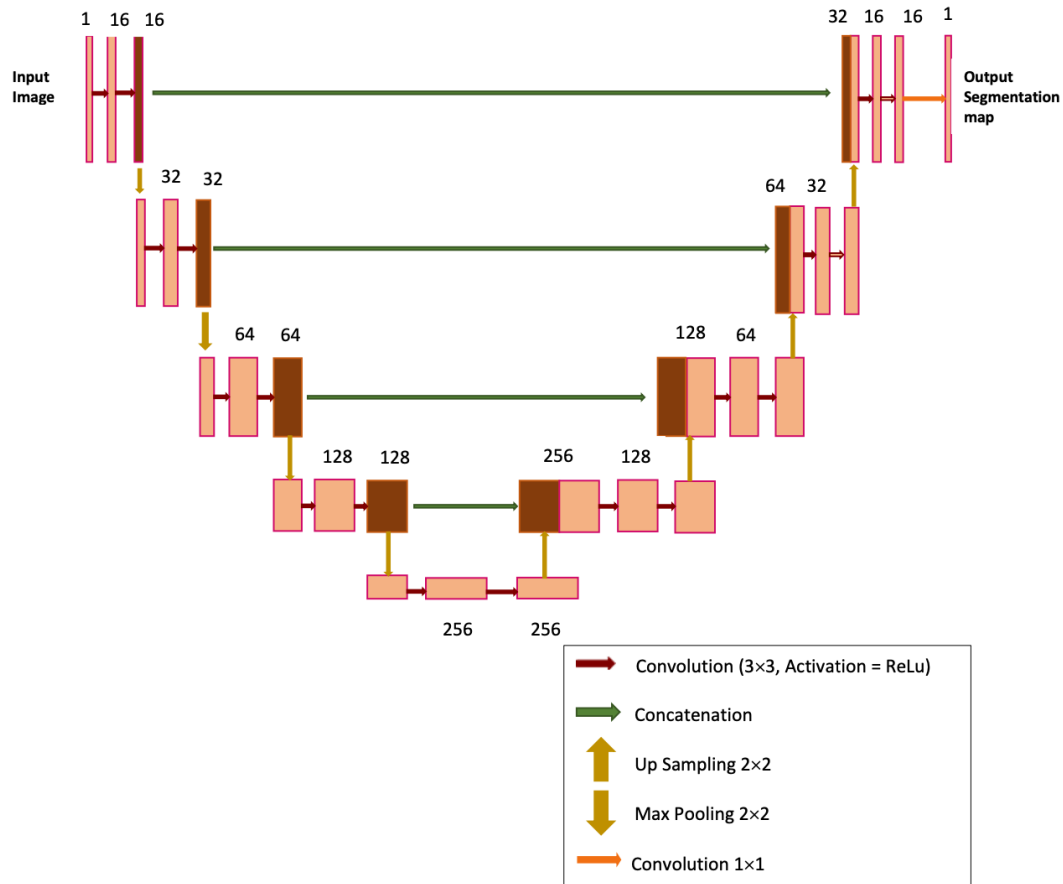 1 16 16 32 16 16 1
Input
Image
Output
Segmentation
map
32 32 64 32
64 64 128 64
128 128 256 128
256 256
Convolution (3×3, Activation = ReLu)
Concatenation
Up Sampling 2×2
Max Pooling 2×2
Convolution 1×1